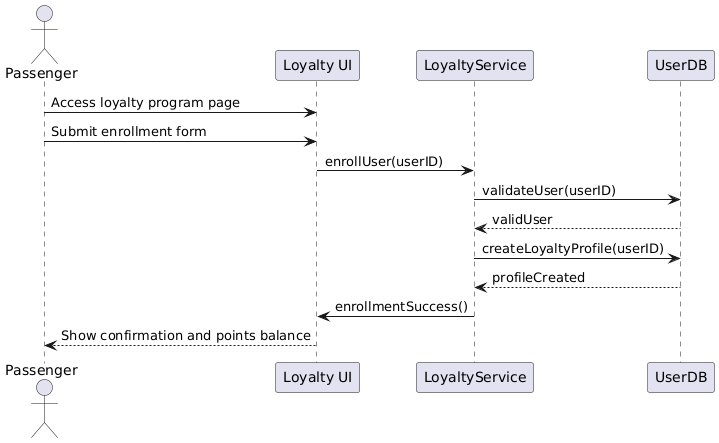 Passenger
Loyalty UI
LoyaltyService
UserDB
Access loyalty program page
Submit enrollment form
enrollUser(userID)
validateUser(userID)
validUser
createLoyaltyProfile(userID)
profileCreated
enrollmentSuccess()
Show confirmation and points balance
Passenger
Loyalty UI
LoyaltyService
UserDB